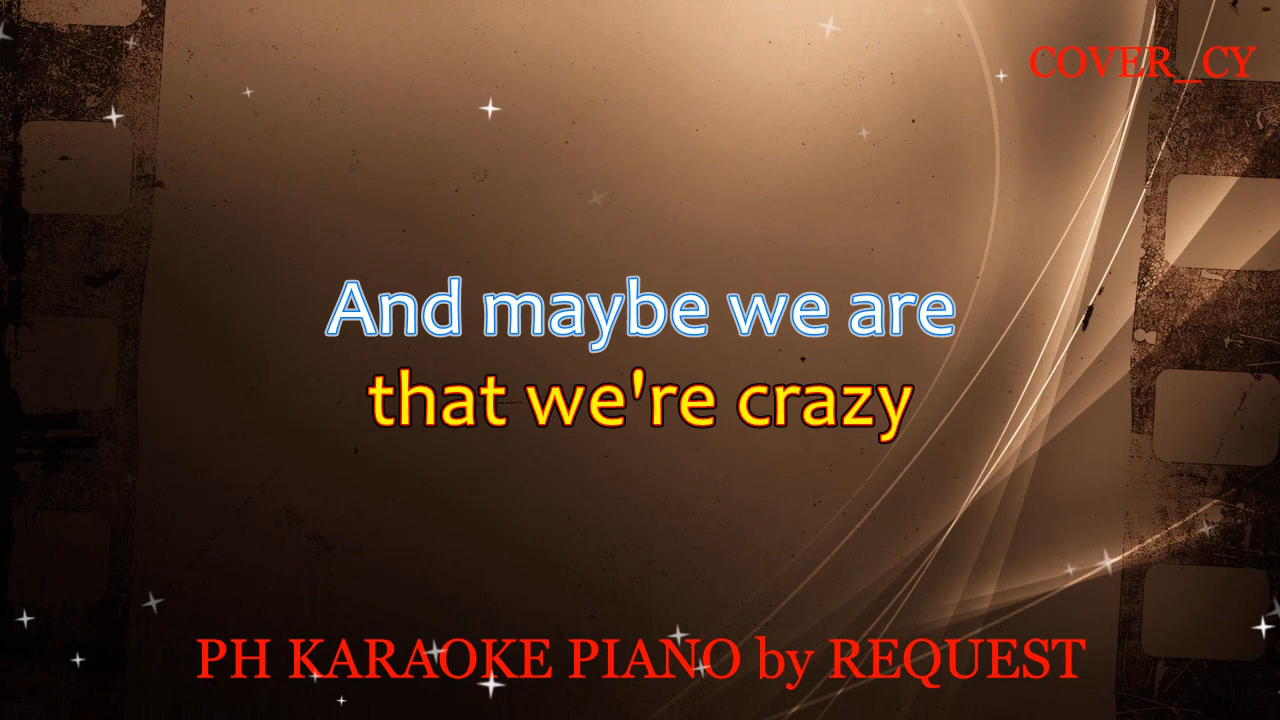 COVER_CY
And maybe we are
that we're crazy
PH KARAOKE PIANO by REQUEST